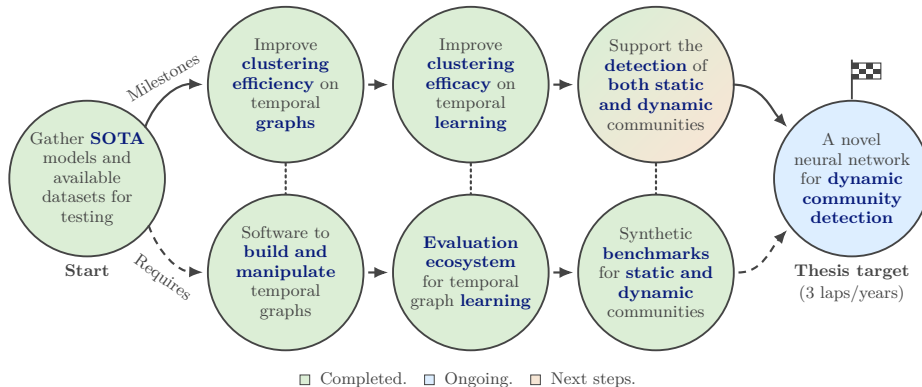 Milestones
Improve
clustering
efficiency on
temporal
graphs
Improve
clustering
efficacy on
temporal
learning
Support the
detection of
both static
and dynamic
communities
Gather SOTA
models and
available
datasets for
testing
Start
A novel
neural network
for dynamic
community
detection
Thesis target
(3 laps/years)
Requires
Software to
build and
manipulate
temporal
graphs
Evaluation
ecosystem
for temporal
graph learning
Synthetic
benchmarks
for static and
dynamic
communities
Completed. Ongoing. Next steps.